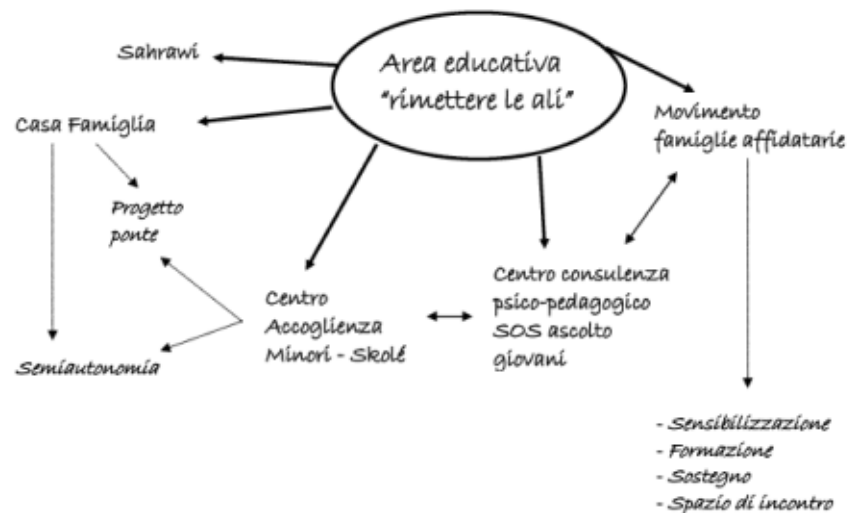 Area educativa
"rimettere le ali"
Sahrawi
Casa Famiglia
Movimento
famiglie affidatarie
Progetto
ponte
Centro
Accoglienza
Minori - Skolé
Centro consulenza
psico-pedagogico
SOS ascolto
giovani
Semiautonomia
- Sensibilizzazione
- Formazione
- Sostegno
- Spazio di incontro